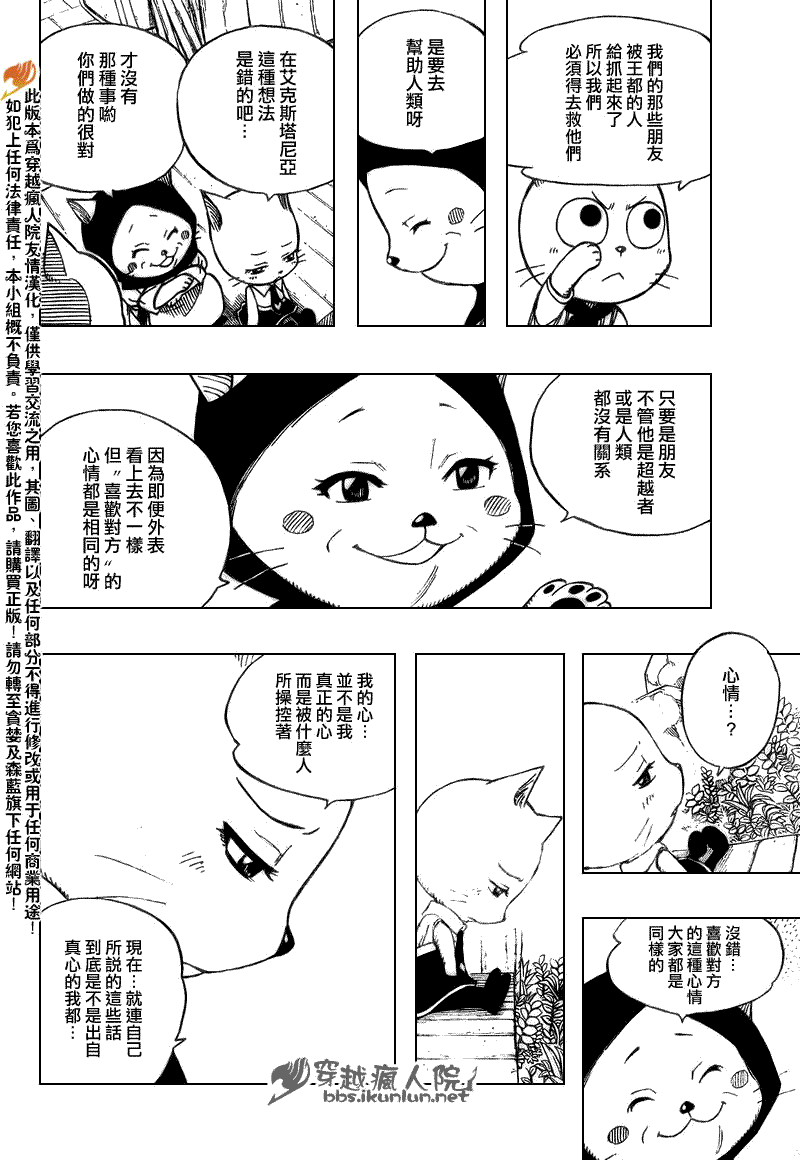 我們的那些朋友
被王都的人
給抓起來了
所以我們
必須得去救他們
是要去
幫助人類呀
在艾克斯塔尼亞
這種想法
是錯的吧…
才沒有
那種事喲
你們做的很對
只要是朋友
不管他是超越者
或是人類
都沒有關系
因為即便外表
看上去不一樣
但〝喜歡對方〞的
心情都是相同的呀
心情…?
沒錯…
喜歡對方
的這種心情
大家都是
同樣的
我的心…
並不是我
真正的心
而是被什麼人
所操控著
現在…就連自己
所說的這些話
到底是不是出自
真心的我都…
此版本爲穿越瘋人院友情漢化，僅供學習交流之用，其圖、翻譯以及任何部分不得進行修改或用于任何商業用途！
如犯上任何法律責任，本小組概不負責。若您喜歡此作品，請購買正版！請勿轉至貪婪及森藍旗下任何網站！
穿越瘋人院
bbs.ikunlun.net